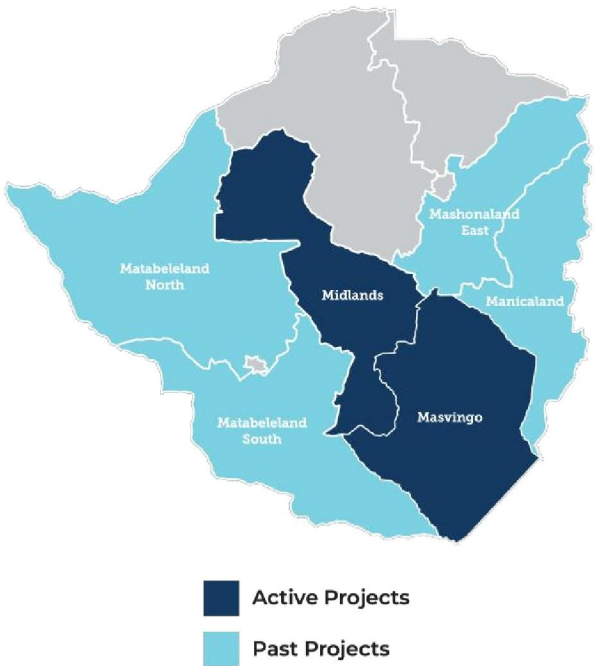 Mashonaland
East
Matabeleland
North
Midlands
Manicaland
Matabeleland
South
Masvingo
Active Projects
Past Projects